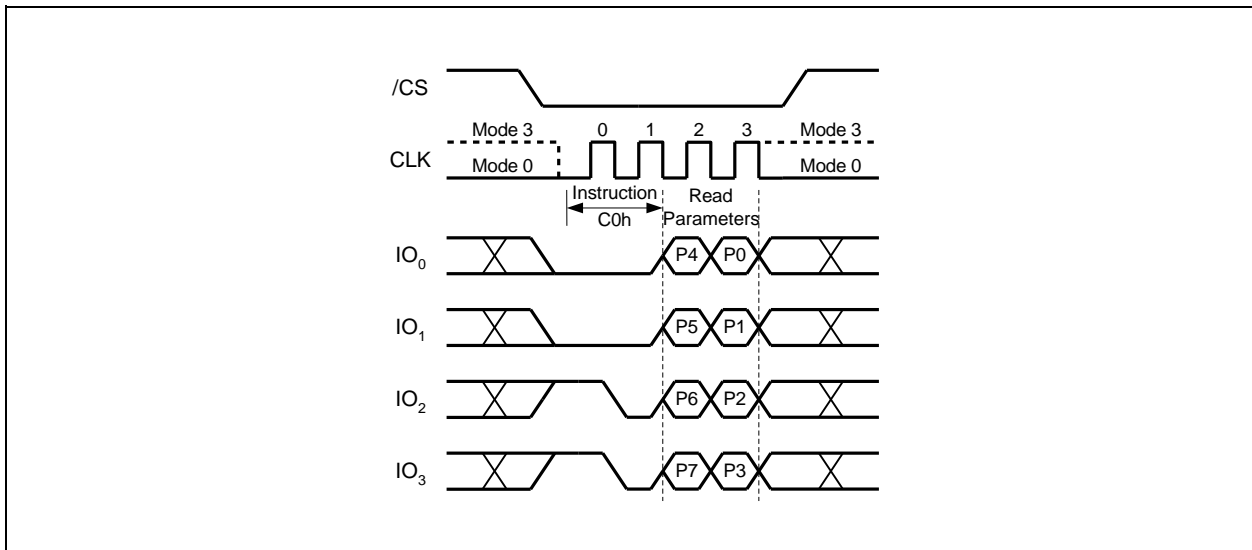 /CS
Mode 3 0 1 2 3 Mode 3
CLK Mode 0 Mode 0
Instruction Read
C0h Parameters
IO0 P4 P0
IO1 P5 P1
IO2 P6 P2
IO3 P7 P3